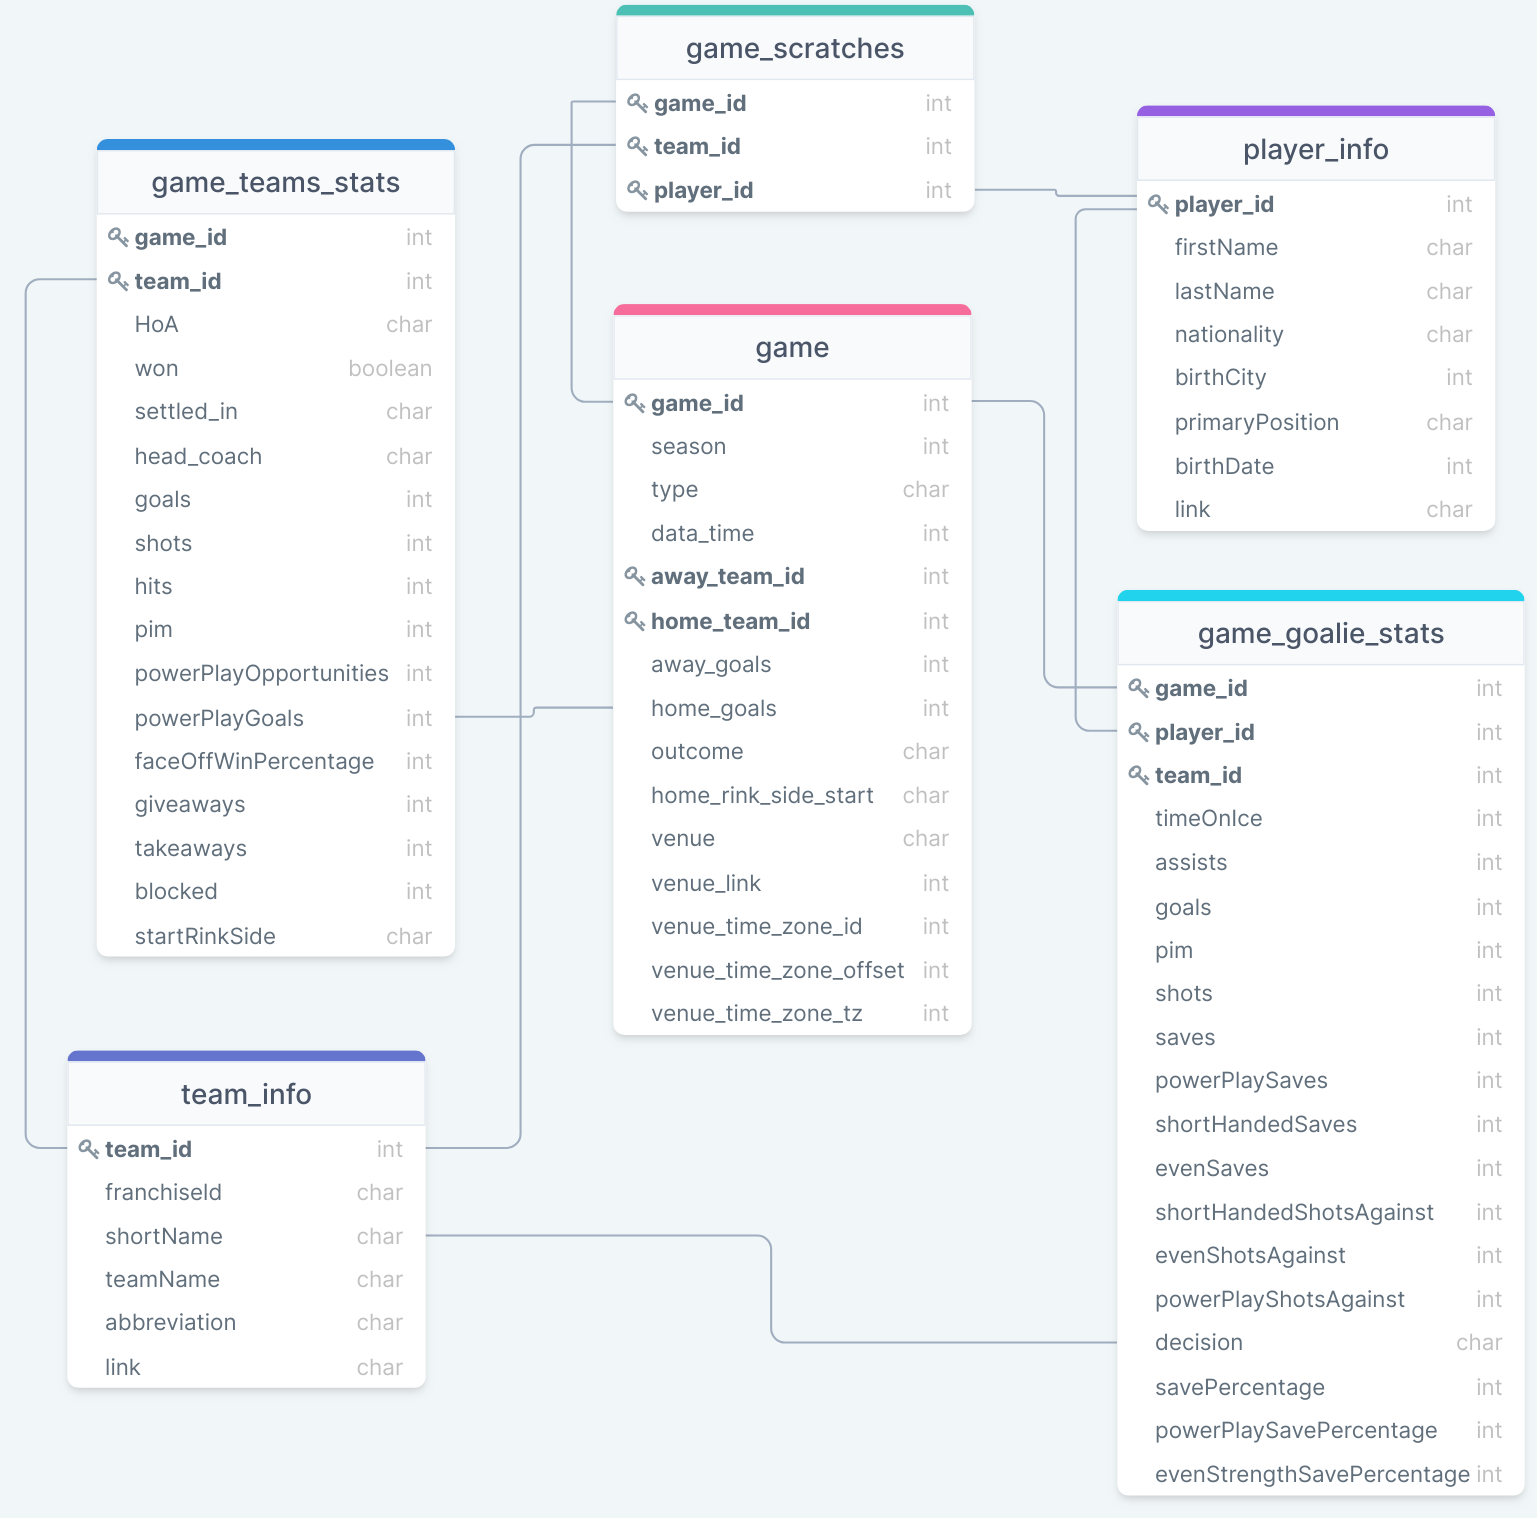 game_scratches
game_id int
team_id int
player_id int
player_info
player_id int
firstName char
lastName char
nationality char
birthCity int
primaryPosition char
birthDate int
link char
game_teams_stats
game_id int
team_id int
HoA char
won boolean
settled_in char
head_coach char
goals int
shots int
hits int
pim int
powerPlayOpportunities int
powerPlayGoals int
faceOffWinPercentage int
giveaways int
takeaways int
blocked int
startRinkSide char
game
game_id int
season int
type char
data_time int
away_team_id int
home_team_id int
away_goals int
home_goals int
outcome char
home_rink_side_start char
venue char
venue_link int
venue_time_zone_id int
venue_time_zone_offset int
venue_time_zone_tz int
game_goalie_stats
game_id int
player_id int
team_id int
timeOnIce int
assists int
goals int
pim int
shots int
saves int
powerPlaySaves int
shortHandedSaves int
evenSaves int
shortHandedShotsAgainst int
evenShotsAgainst int
powerPlayShotsAgainst int
decision char
savePercentage int
powerPlaySavePercentage int
evenStrengthSavePercentage int
team_info
team_id int
franchiseId char
shortName char
teamName char
abbreviation char
link char